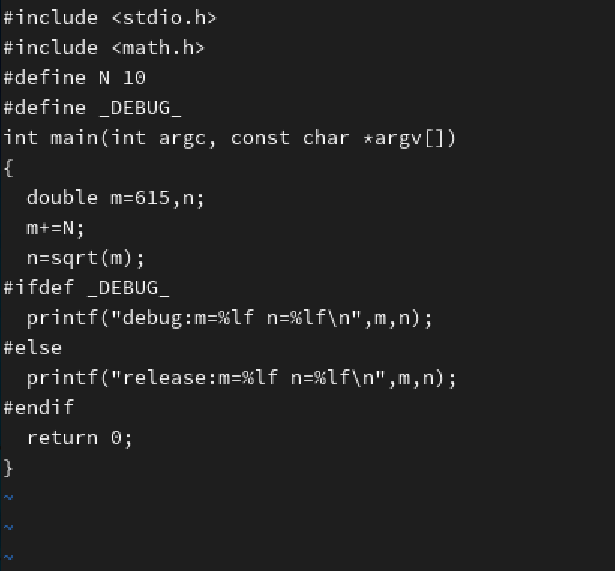 #include <stdio.h>
#include <math.h>
#define N 10
#define _DEBUG_
int main(int argc, const char *argv[])
{
  double m=615,n;
  m+=N;
  n=sqrt(m);
#ifdef _DEBUG_
  printf("debug:m=%lf n=%lf\n",m,n);
#else
  printf("release:m=%lf n=%lf\n",m,n);
#endif
  return 0;
}
~
~
~